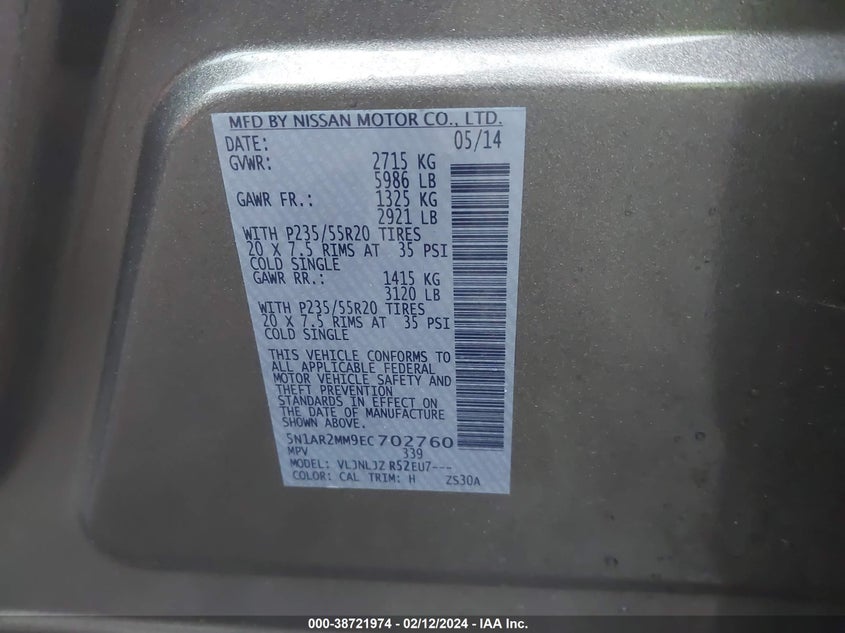 MFD BY NISSAN MOTOR CO., LTD.
DATE: 05/14
GVWR: 2715 KG
5986 LB
GAWR FR.: 1325 KG
2921 LB
WITH P235/55R20 TIRES
20 X 7.5 RIMS AT 35 PSI
COLD SINGLE
GAWR RR.: 1415 KG
3120 LB
WITH P235/55R20 TIRES
20 X 7.5 RIMS AT 35 PSI
COLD SINGLE
THIS VEHICLE CONFORMS TO
ALL APPLICABLE FEDERAL
MOTOR VEHICLE SAFETY AND
THEFT PREVENTION
STANDARDS IN EFFECT ON
THE DATE OF MANUFACTURE
SHOWN ABOVE.
5N1AR2MM9EC702760
MPV 339
MODEL: VLJNLJZ R52EU7---
COLOR: CAL TRIM: H ZS30A
000-38721974 - 02/12/2024 - IAA Inc.